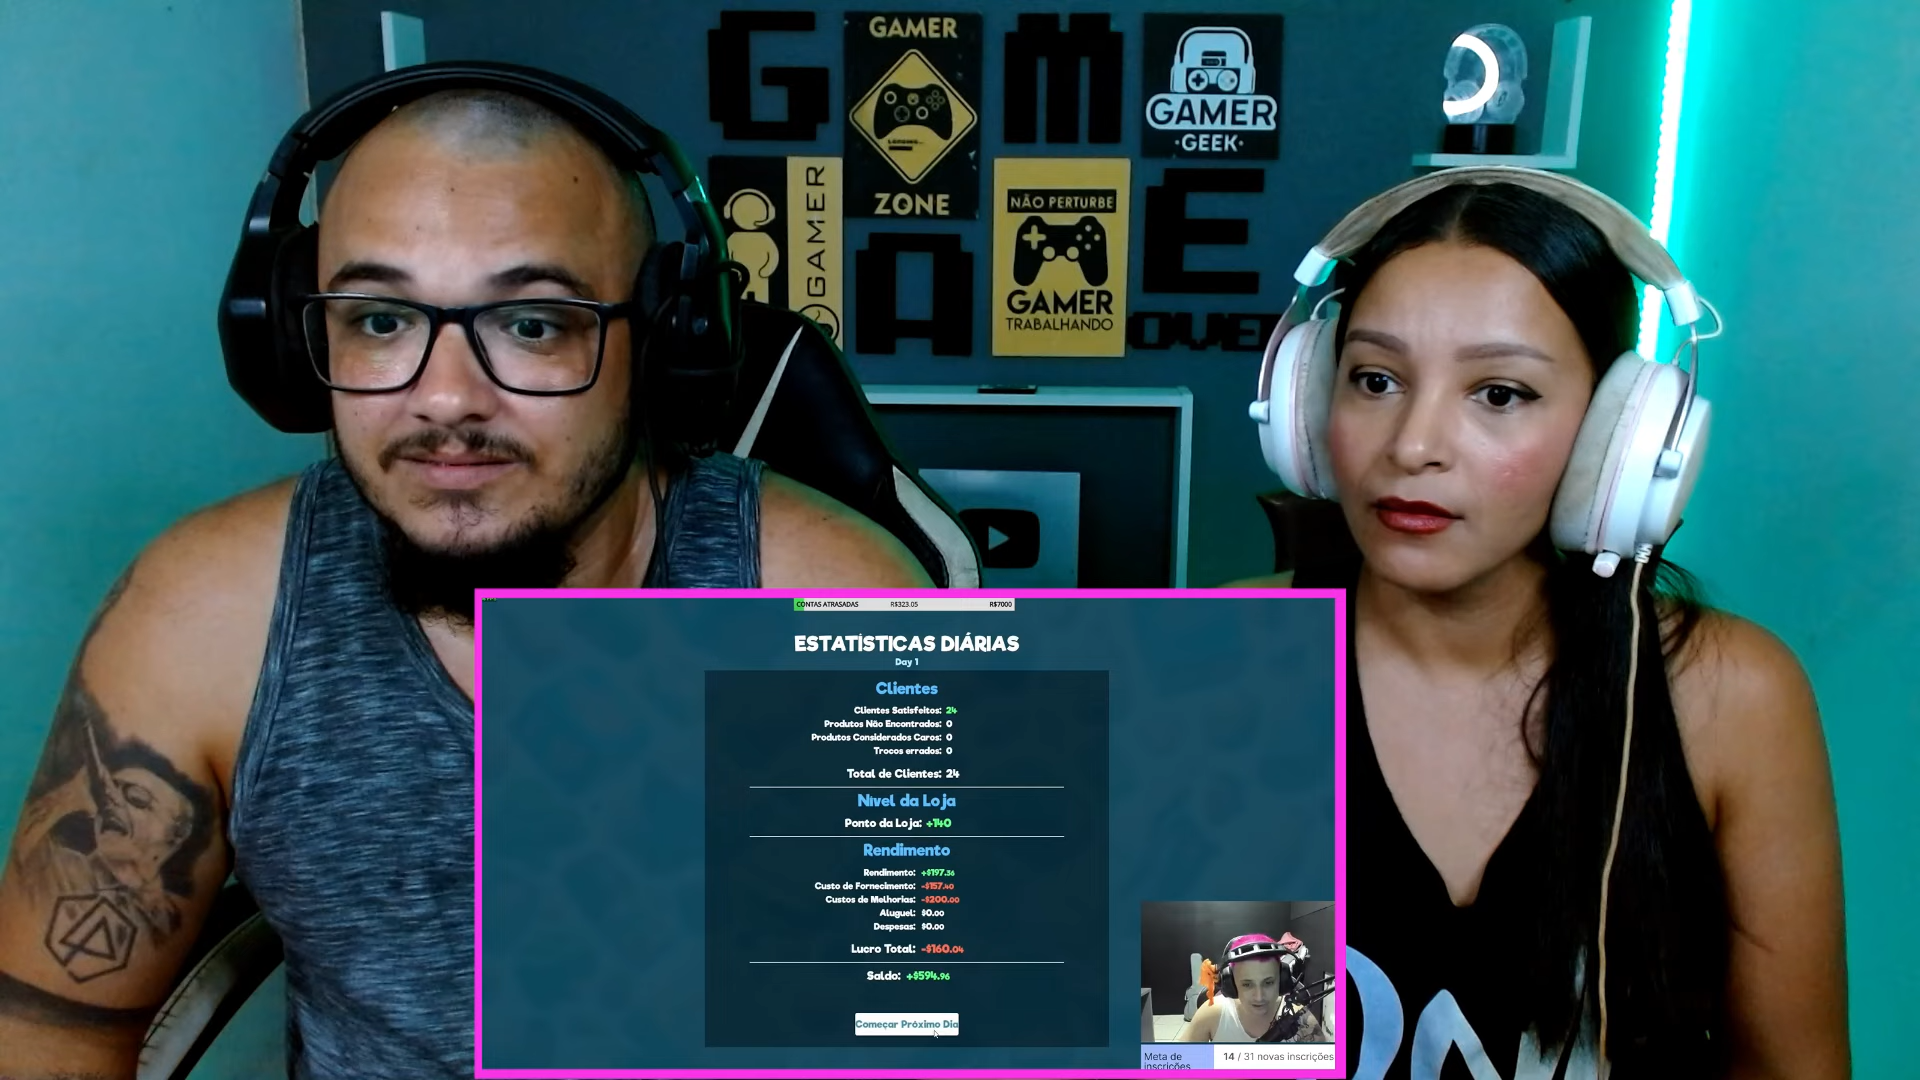 G
GAMER
ZONE
M
GAMER
·GEEK·
GAMER
A
NÃO PERTURBE
GAMER
TRABALHANDO
E
OVER
CONTAS ATRASADAS R$323.05 R$7000
ESTATÍSTICAS DIÁRIAS
Day 1
Clientes
Clientes Satisfeitos: 24
Produtos Não Encontrados: 0
Produtos Considerados Caros: 0
Trocos errados: 0
Total de Clientes: 24
Nível da Loja
Ponto da Loja: +140
Rendimento
Rendimento: +$197.36
Custo de Fornecimento: -$157.40
Custos de Melhorias: -$200.00
Aluguel: $0.00
Despesas: $0.00
Lucro Total: -$160.04
Saldo: +$594.96
Começar Próximo Dia
Meta de
inscrições
14 / 31 novas inscrições